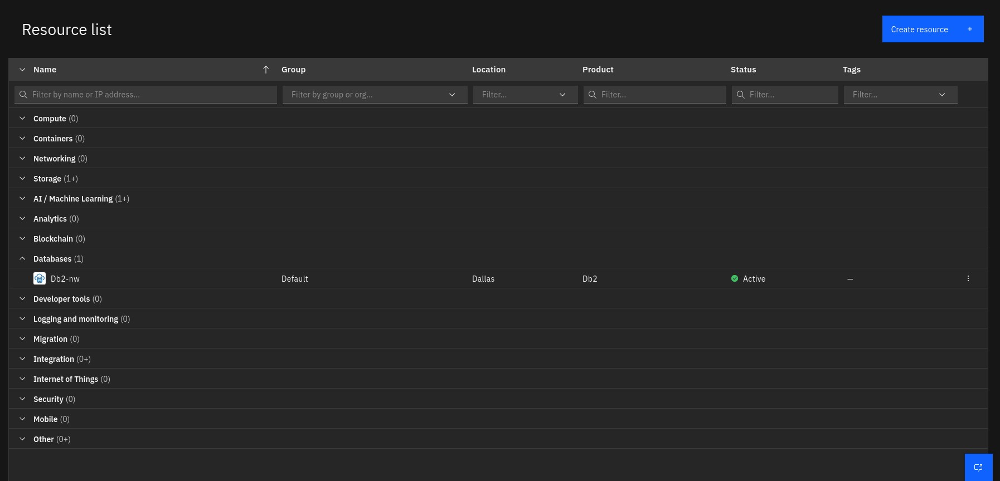 Resource list
Create resource +
Name Group Location Product Status Tags
Filter by name or IP address... Filter by group or org... Filter... Filter... Filter... Filter...
Compute (0)
Containers (0)
Networking (0)
Storage (1+)
AI / Machine Learning (1+)
Analytics (0)
Blockchain (0)
Databases (1)
Db2-nw Default Dallas Db2 Active –
Developer tools (0)
Logging and monitoring (0)
Migration (0)
Integration (0+)
Internet of Things (0)
Security (0)
Mobile (0)
Other (0+)